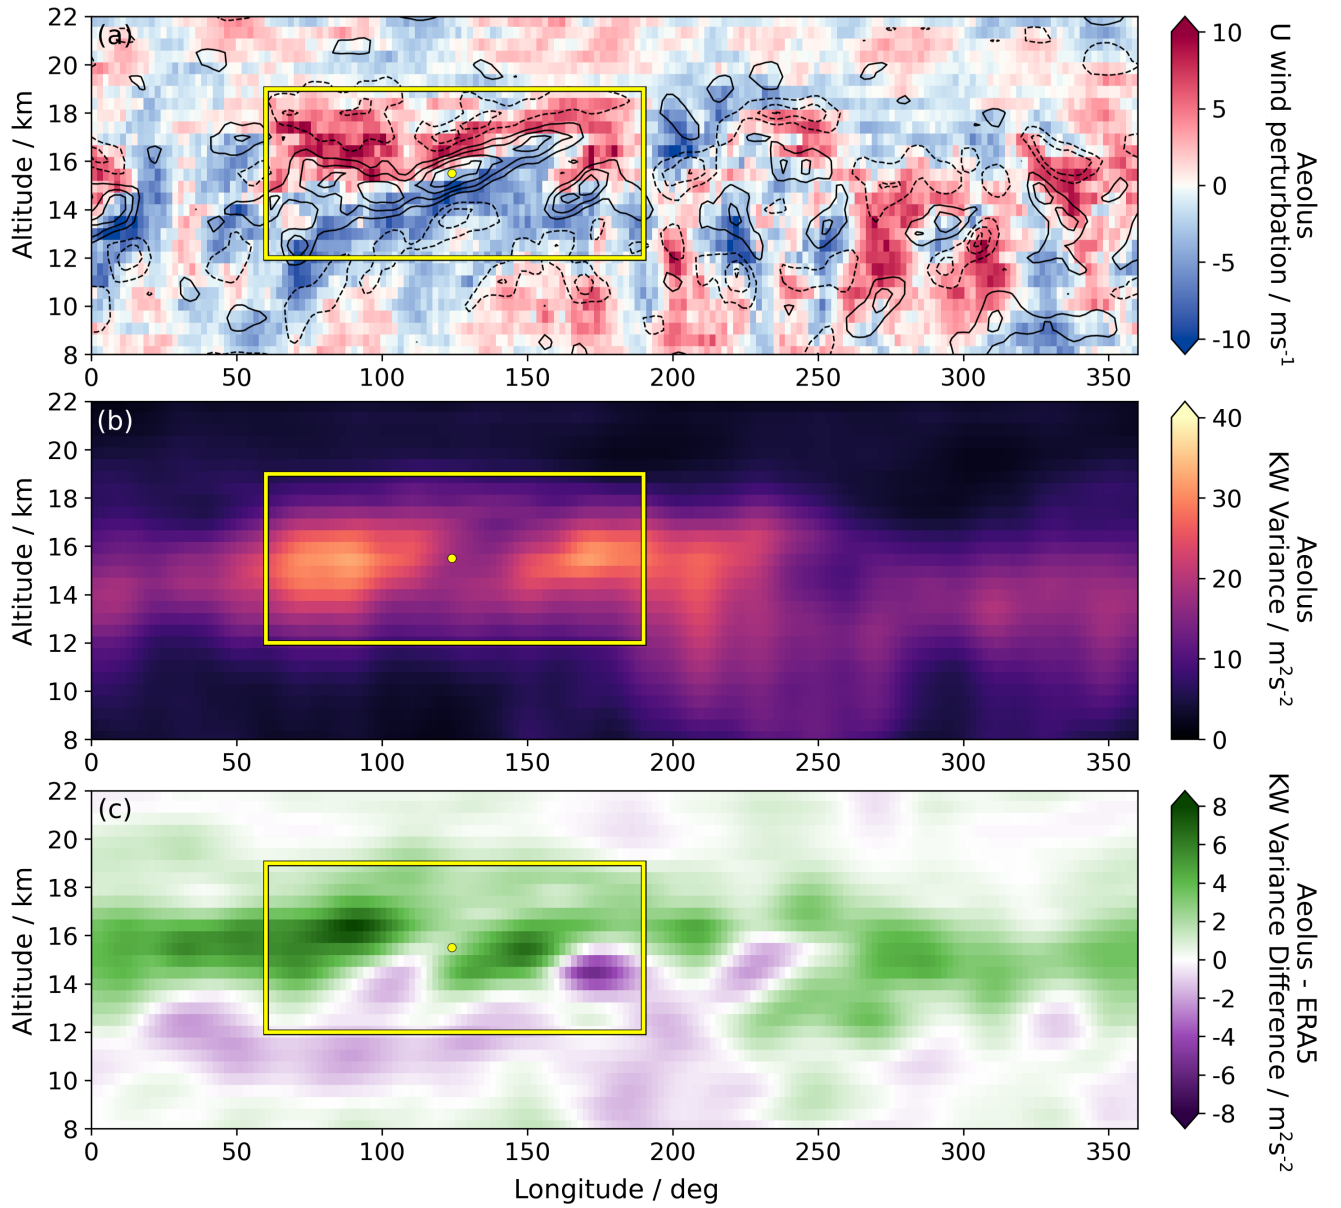 (a)
22
20
18
16
14
12
10
8
Altitude / km
0 50 100 150 200 250 300 350
10
5
0
-5
-10
Aeolus
U wind perturbation / ms-1
(b)
22
20
18
16
14
12
10
8
Altitude / km
0 50 100 150 200 250 300 350
40
30
20
10
0
Aeolus
KW Variance / m2s-2
(c)
22
20
18
16
14
12
10
8
Altitude / km
0 50 100 150 200 250 300 350
Longitude / deg
8
6
4
2
0
-2
-4
-6
-8
Aeolus - ERA5
KW Variance Difference / m2s-2